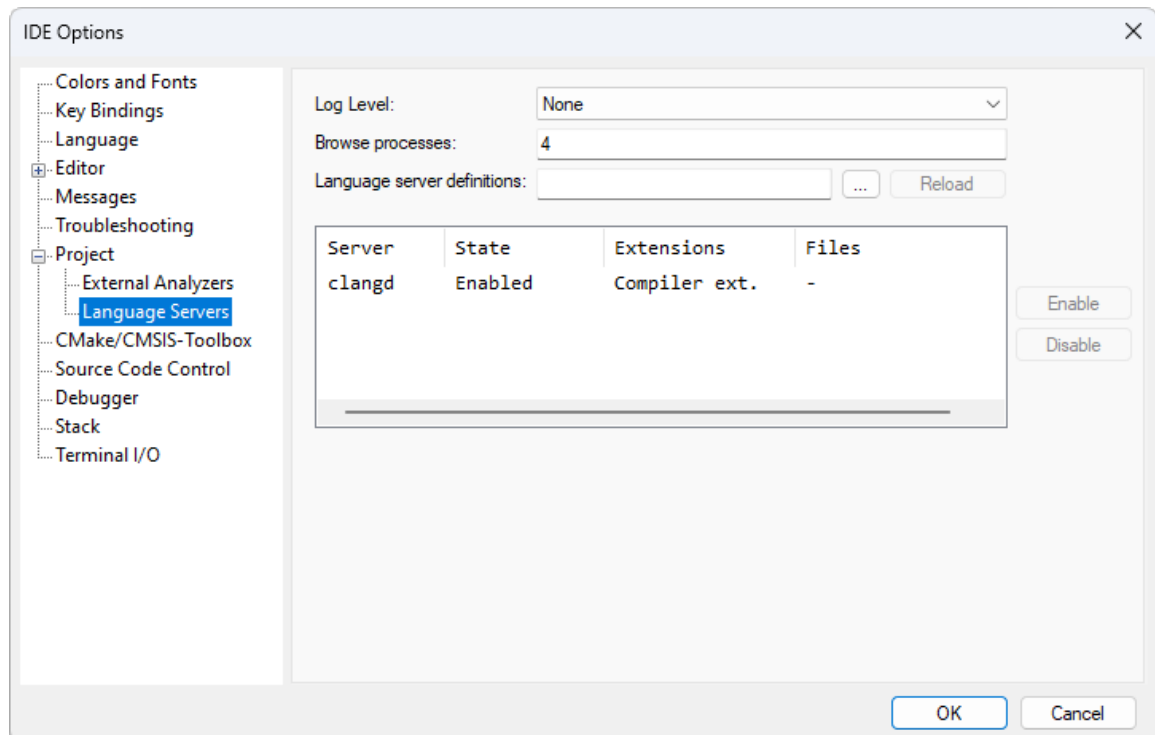 IDE Options
Colors and Fonts
Key Bindings
Language
Editor
Messages
Troubleshooting
Project
External Analyzers
Language Servers
CMake/CMSIS-Toolbox
Source Code Control
Debugger
Stack
Terminal I/O
Log Level: None
Browse processes: 4
Language server definitions: ... Reload
Server State Extensions Files
clangd Enabled Compiler ext. -
Enable
Disable
OK Cancel